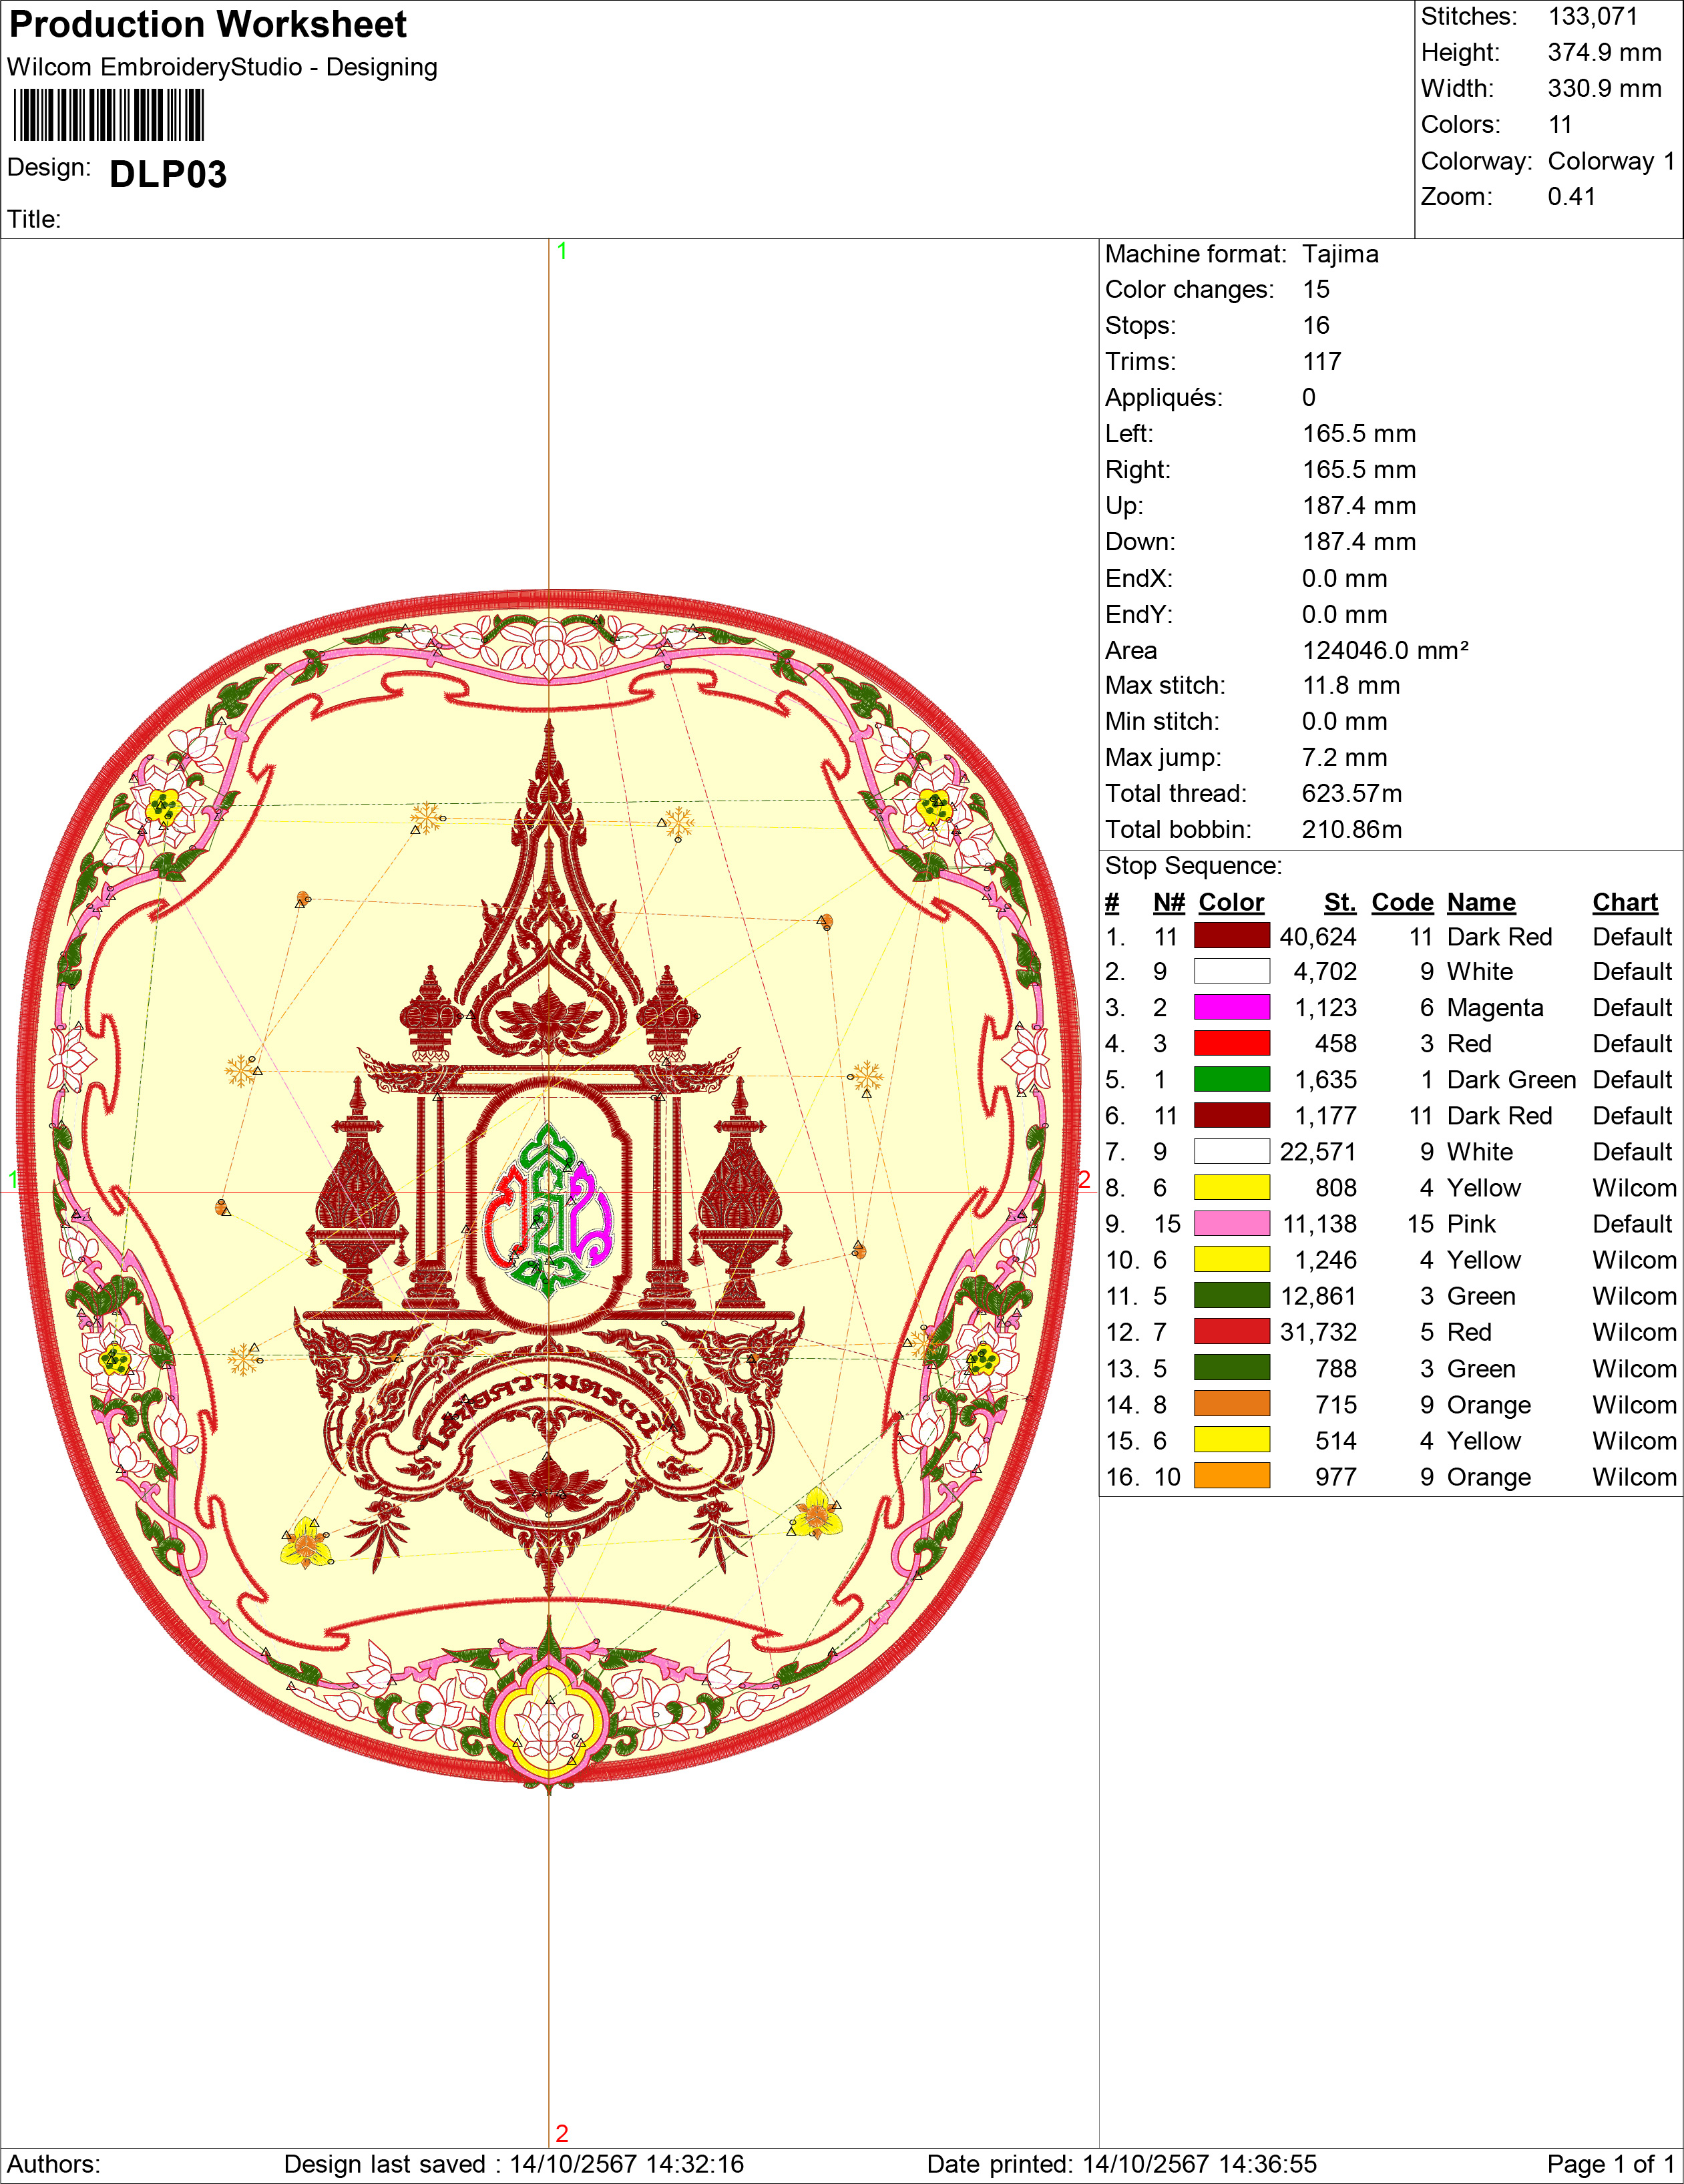 Production Worksheet
Wilcom EmbroideryStudio - Designing
Design: DLP03
Title:
Stitches: 133,071
Height: 374.9 mm
Width: 330.9 mm
Colors: 11
Colorway: Colorway 1
Zoom: 0.41
1
1
2
2
Machine format: Tajima
Color changes: 15
Stops: 16
Trims: 117
Appliqués: 0
Left: 165.5 mm
Right: 165.5 mm
Up: 187.4 mm
Down: 187.4 mm
EndX: 0.0 mm
EndY: 0.0 mm
Area 124046.0 mm²
Max stitch: 11.8 mm
Min stitch: 0.0 mm
Max jump: 7.2 mm
Total thread: 623.57m
Total bobbin: 210.86m
Stop Sequence:
# N# Color St. Code Name Chart
1. 11 40,624 11 Dark Red Default
2. 9 4,702 9 White Default
3. 2 1,123 6 Magenta Default
4. 3 458 3 Red Default
5. 1 1,635 1 Dark Green Default
6. 11 1,177 11 Dark Red Default
7. 9 22,571 9 White Default
8. 6 808 4 Yellow Wilcom
9. 15 11,138 15 Pink Default
10. 6 1,246 4 Yellow Wilcom
11. 5 12,861 3 Green Wilcom
12. 7 31,732 5 Red Wilcom
13. 5 788 3 Green Wilcom
14. 8 715 9 Orange Wilcom
15. 6 514 4 Yellow Wilcom
16. 10 977 9 Orange Wilcom
Authors: Design last saved : 14/10/2567 14:32:16 Date printed: 14/10/2567 14:36:55 Page 1 of 1